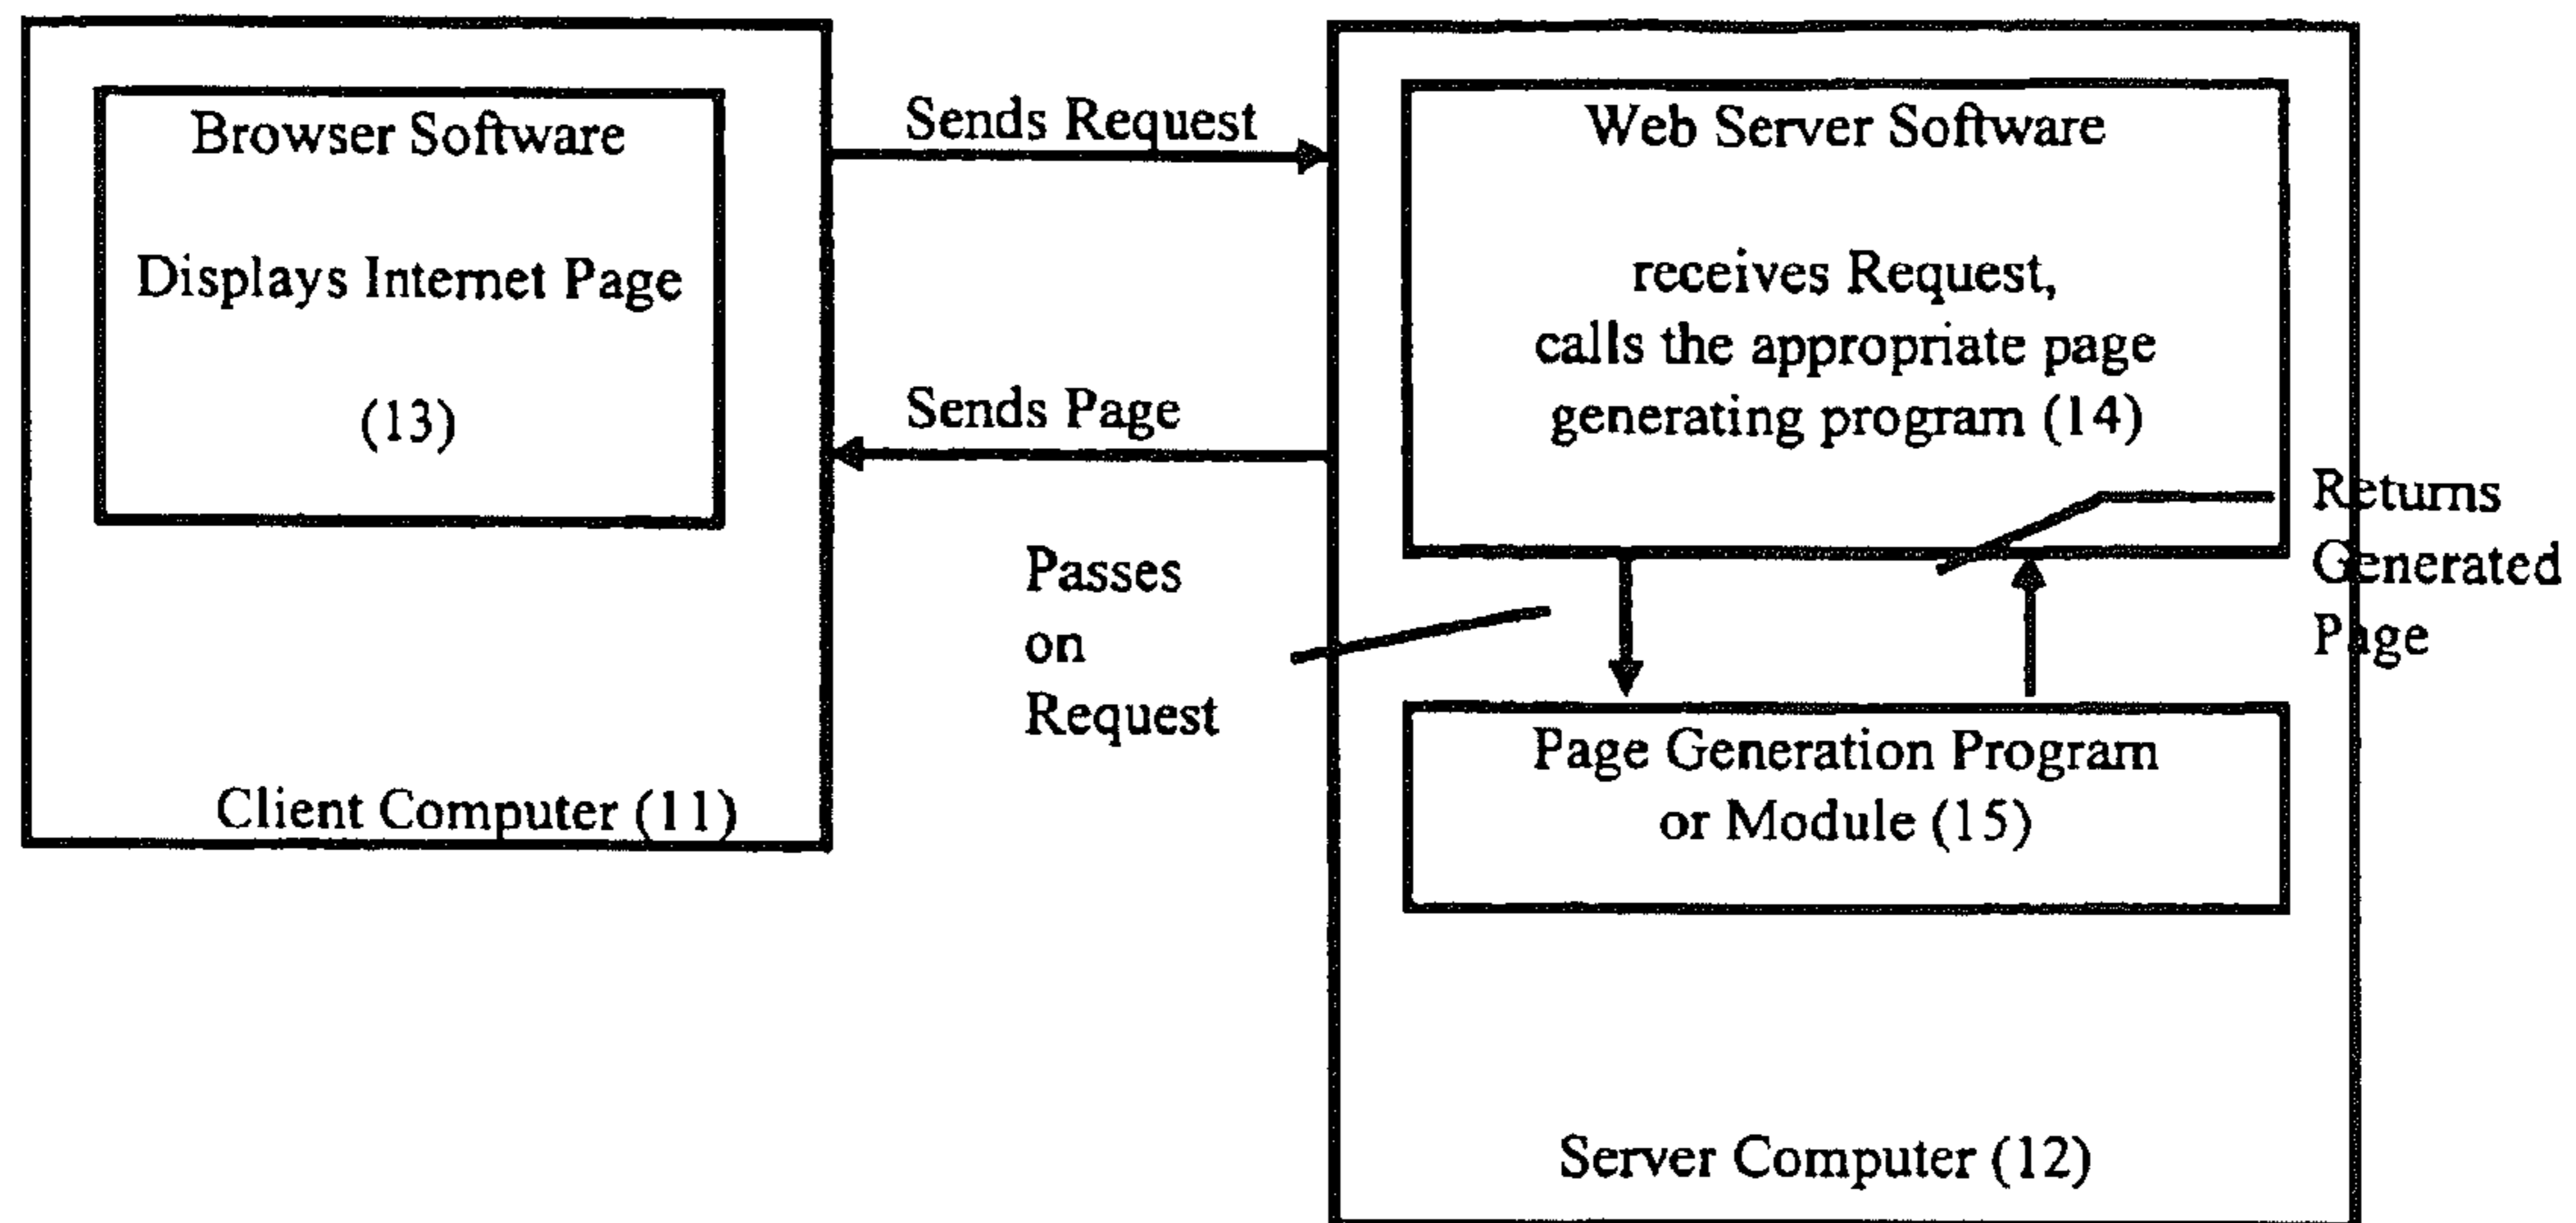 Browser Software
Displays Internet Page
(13)
Client Computer (11)
Sends Request
Sends Page
Passes
on
Request
Web Server Software
receives Request,
calls the appropriate page
generating program (14)
Returns
Generated
Page
Page Generation Program
or Module (15)
Server Computer (12)